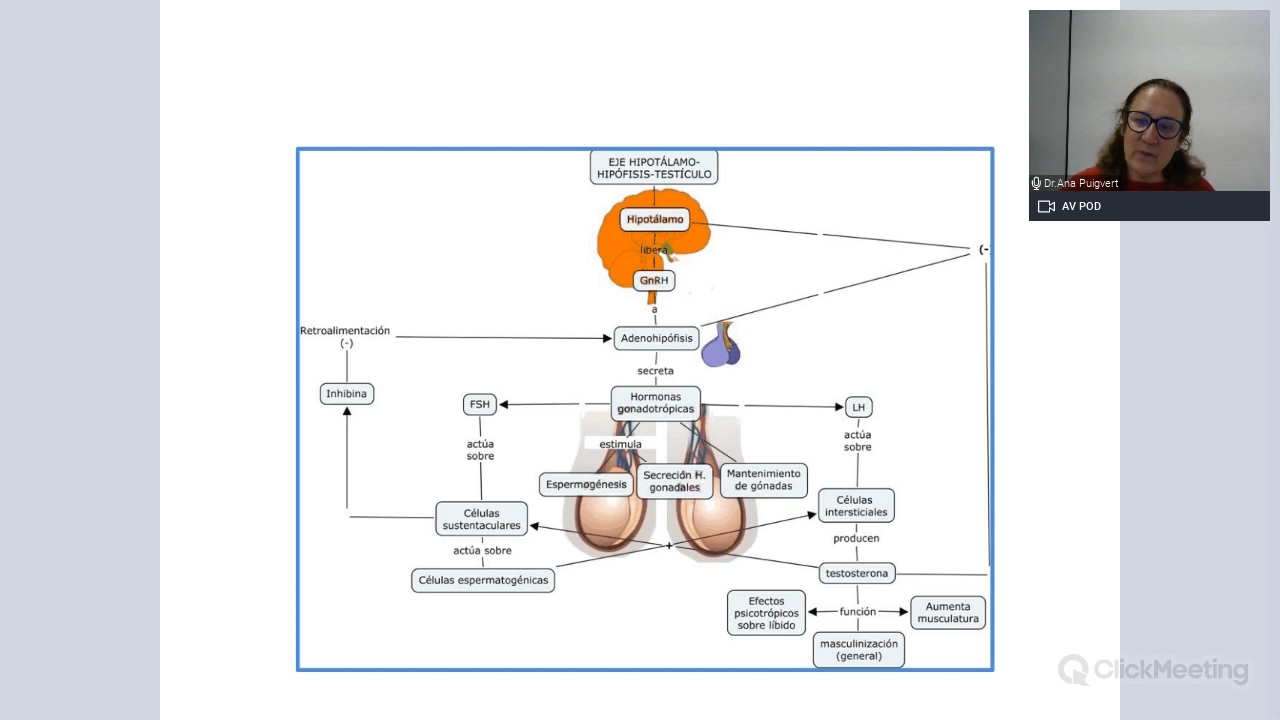 EJE HIPOTÁLAMO-
HIPÓFISIS-TESTÍCULO
Hipotálamo
libera
GnRH
a
(-)
Retroalimentación
(-)
Adenohipófisis
secreta
Inhibina
Hormonas
gonadotrópicas
FSH
LH
actúa
sobre
estimula
actúa
sobre
Espermogénesis
Secreción H.
gonadales
Mantenimiento
de gónadas
Células
sustentaculares
Células
intersticiales
actúa sobre
+
producen
Células espermatogénicas
testosterona
Efectos
psicotrópicos
sobre líbido
función
Aumenta
musculatura
masculinización
(general)
Dr.Ana Puigvert
AV POD
ClickMeeting